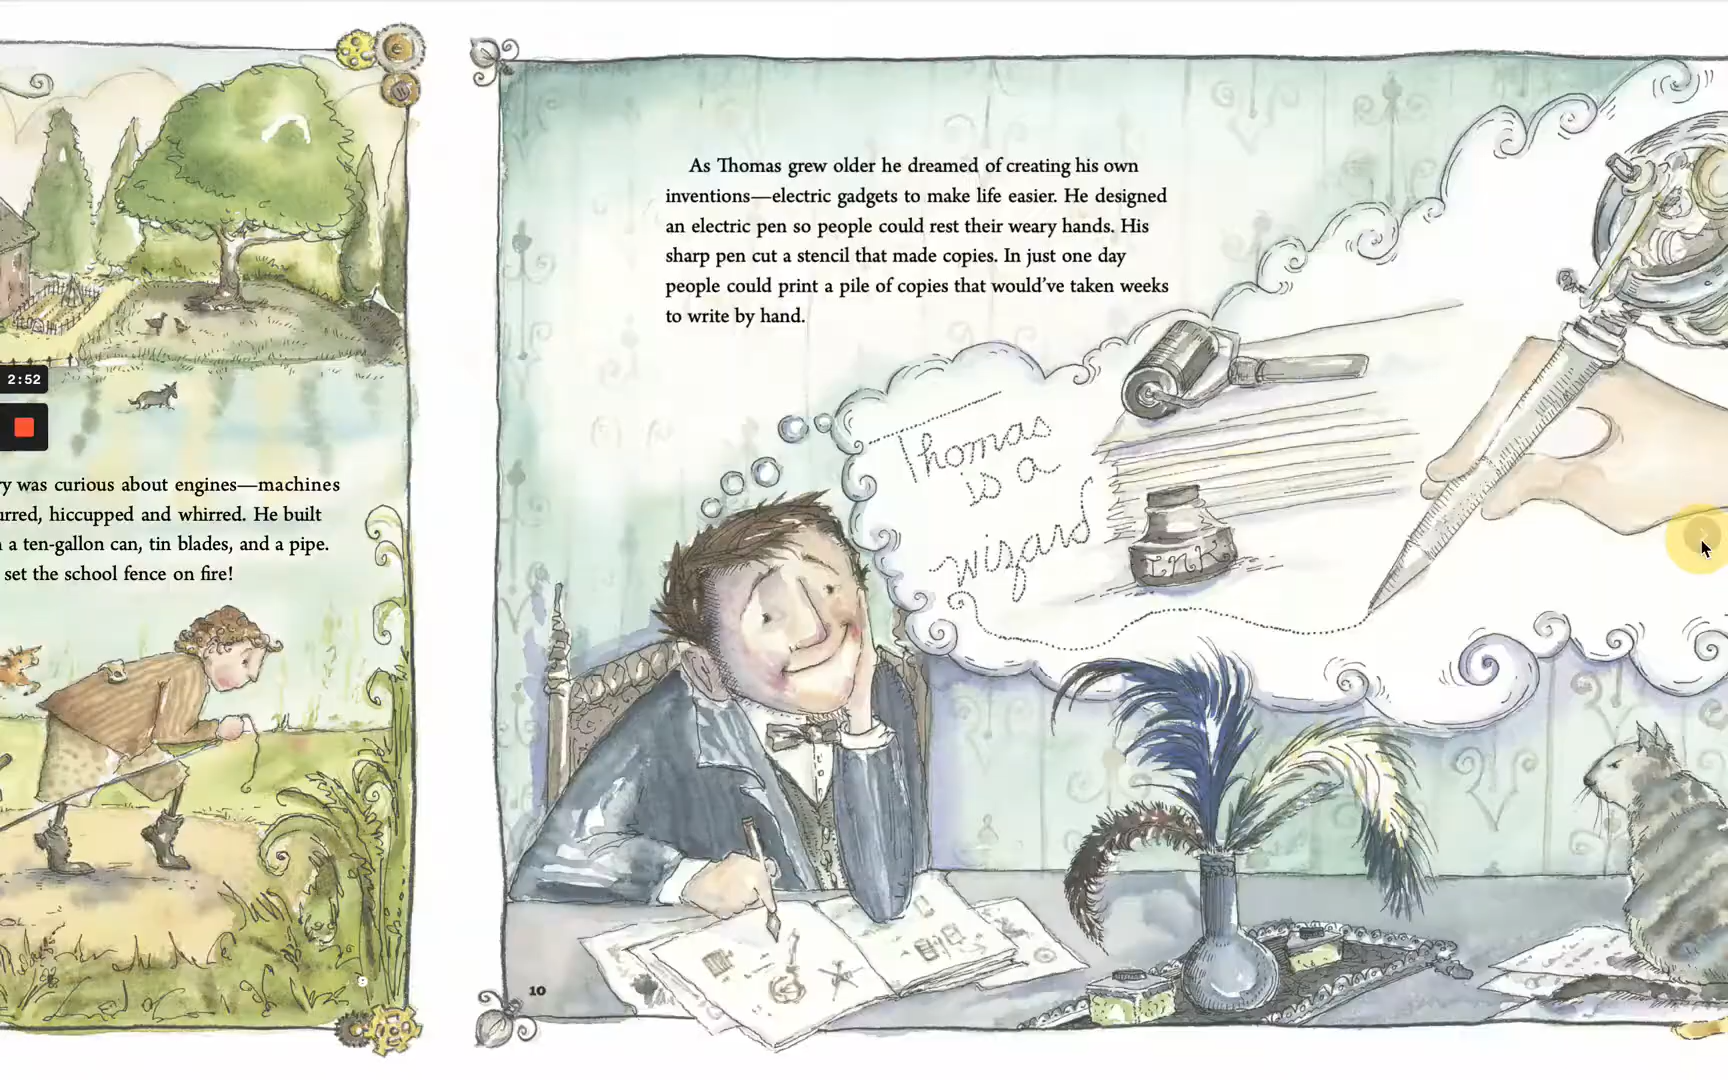 2:52
ry was curious about engines—machines
urred, hiccupped and whirred. He built
a ten-gallon can, tin blades, and a pipe.
set the school fence on fire!
9
As Thomas grew older he dreamed of creating his own
inventions—electric gadgets to make life easier. He designed
an electric pen so people could rest their weary hands. His
sharp pen cut a stencil that made copies. In just one day
people could print a pile of copies that would've taken weeks
to write by hand.
Thomas
is a
wizard
INK
10